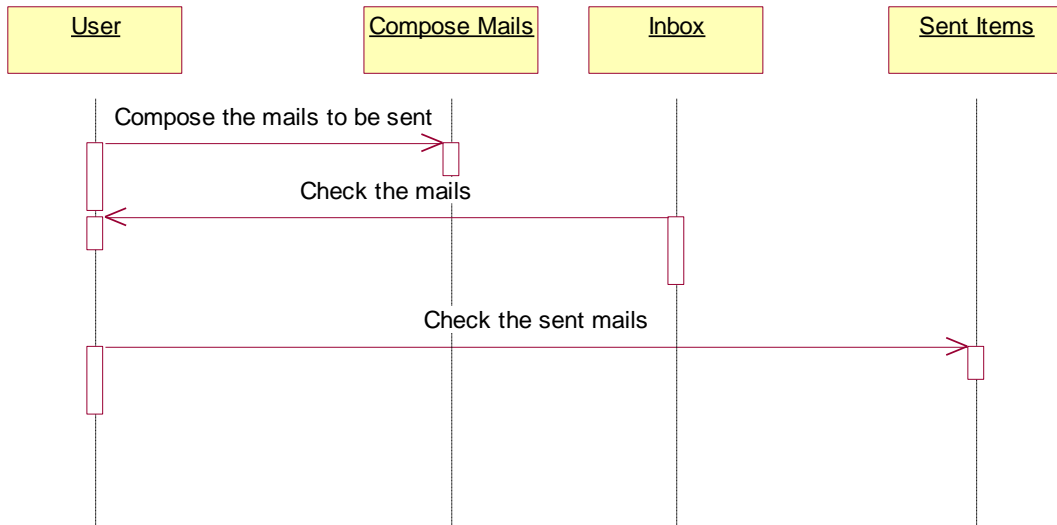 User
Compose Mails
Inbox
Sent Items
Compose the mails to be sent
Check the mails
Check the sent mails